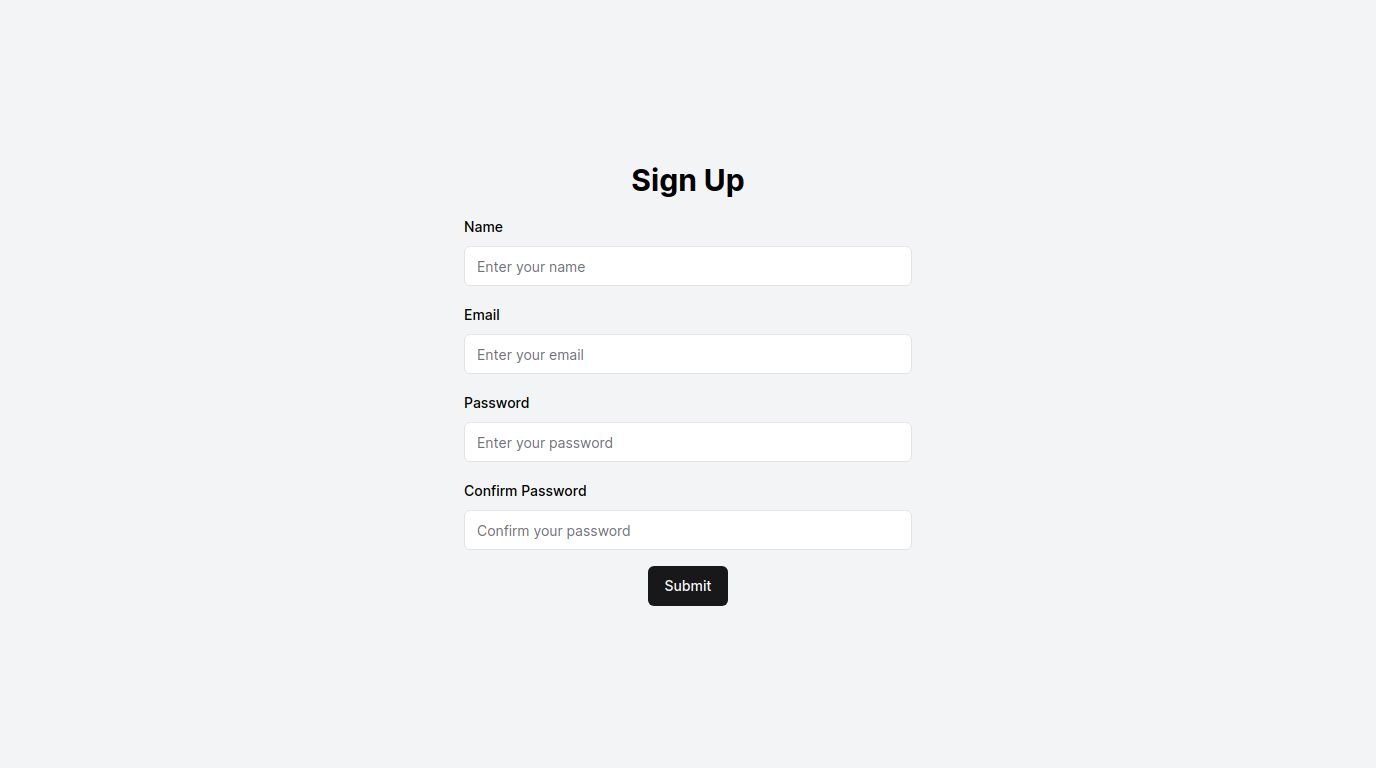 Sign Up
Name
Enter your name
Email
Enter your email
Password
Enter your password
Confirm Password
Confirm your password
Submit